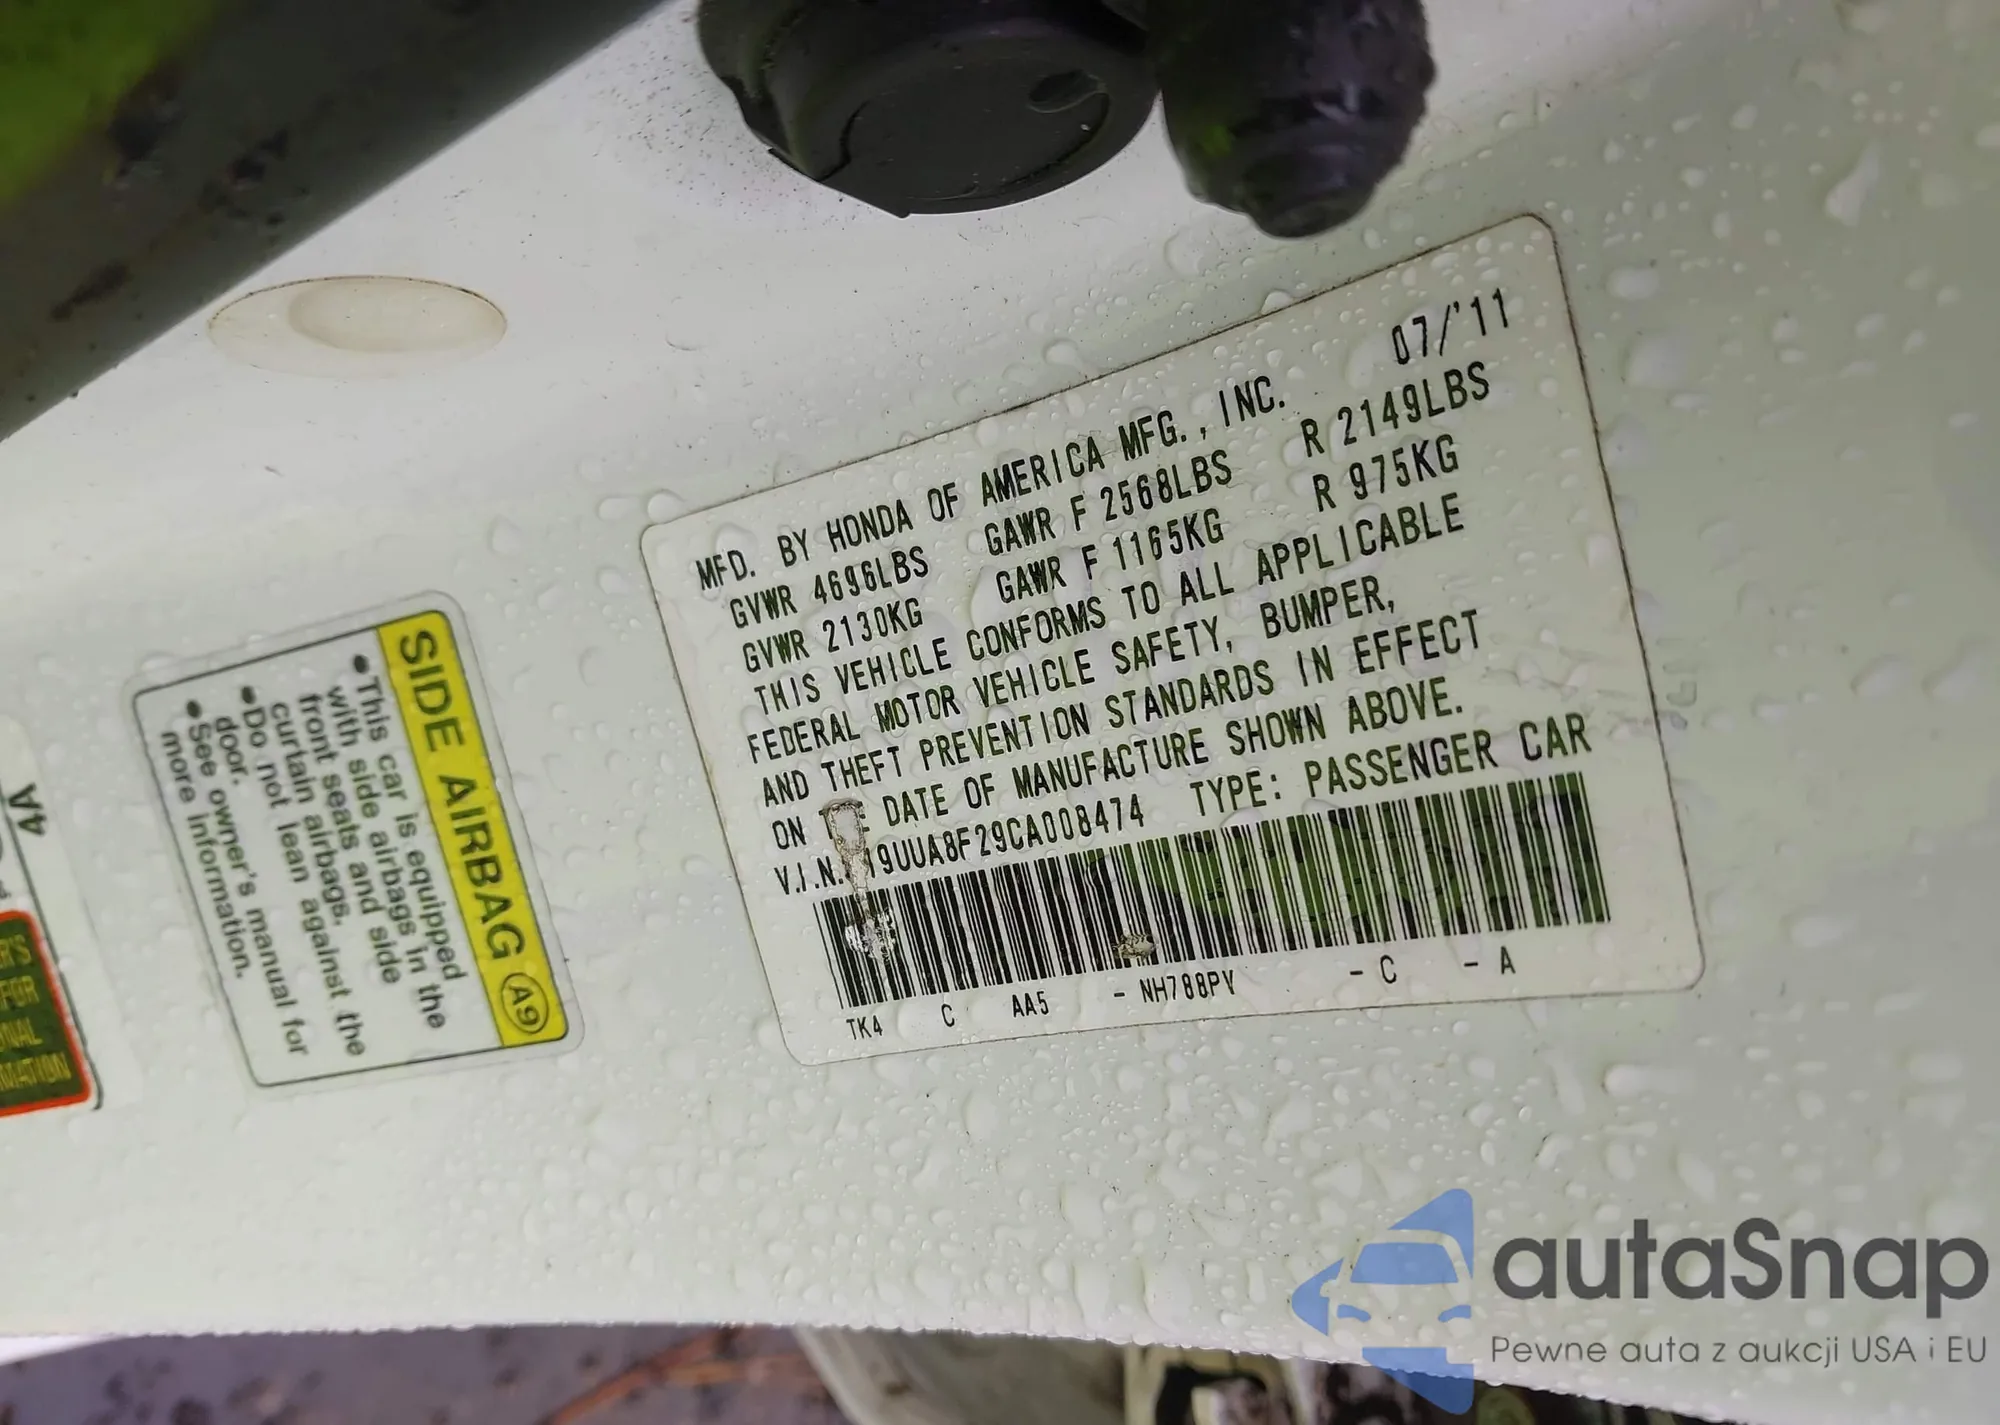 07/'11
MFD. BY HONDA OF AMERICA MFG., INC.
GVWR 4696LBS GAWR F 2568LBS R 2149LBS
GVWR 2130KG GAWR F 1165KG R 975KG
THIS VEHICLE CONFORMS TO ALL APPLICABLE
FEDERAL MOTOR VEHICLE SAFETY, BUMPER,
AND THEFT PREVENTION STANDARDS IN EFFECT
ON DATE OF MANUFACTURE SHOWN ABOVE.
V.I.N. 19UUA8F29CA008474 TYPE: PASSENGER CAR
TK4 C AA5 - NH788PV - C - A
SIDE AIRBAG A9
•This car is equipped
with side airbags in the
front seats and side
curtain airbags.
•Do not lean against the
door.
•See owner's manual for
more information.
4A
FOR
autaSnap
Pewne auta z aukcji USA i EU